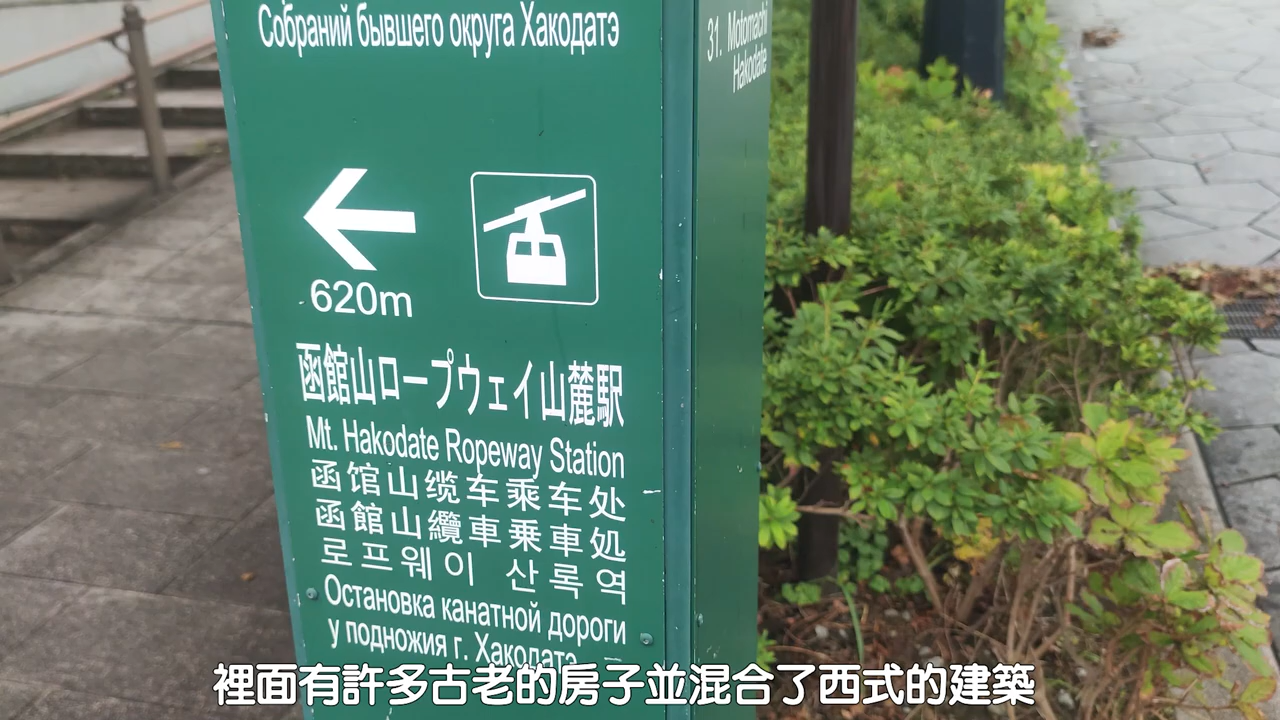 Собраний бывшего округа Хакодатэ
31. Motomachi
Hakodate
620m
函館山ロープウェイ山麓駅
Mt. Hakodate Ropeway Station
函馆山缆车乘车处
函館山纜車乗車処
로프웨이 산록역
Остановка канатной дороги
у подножия г. Хакодатэ
裡面有許多古老的房子並混合了西式的建築